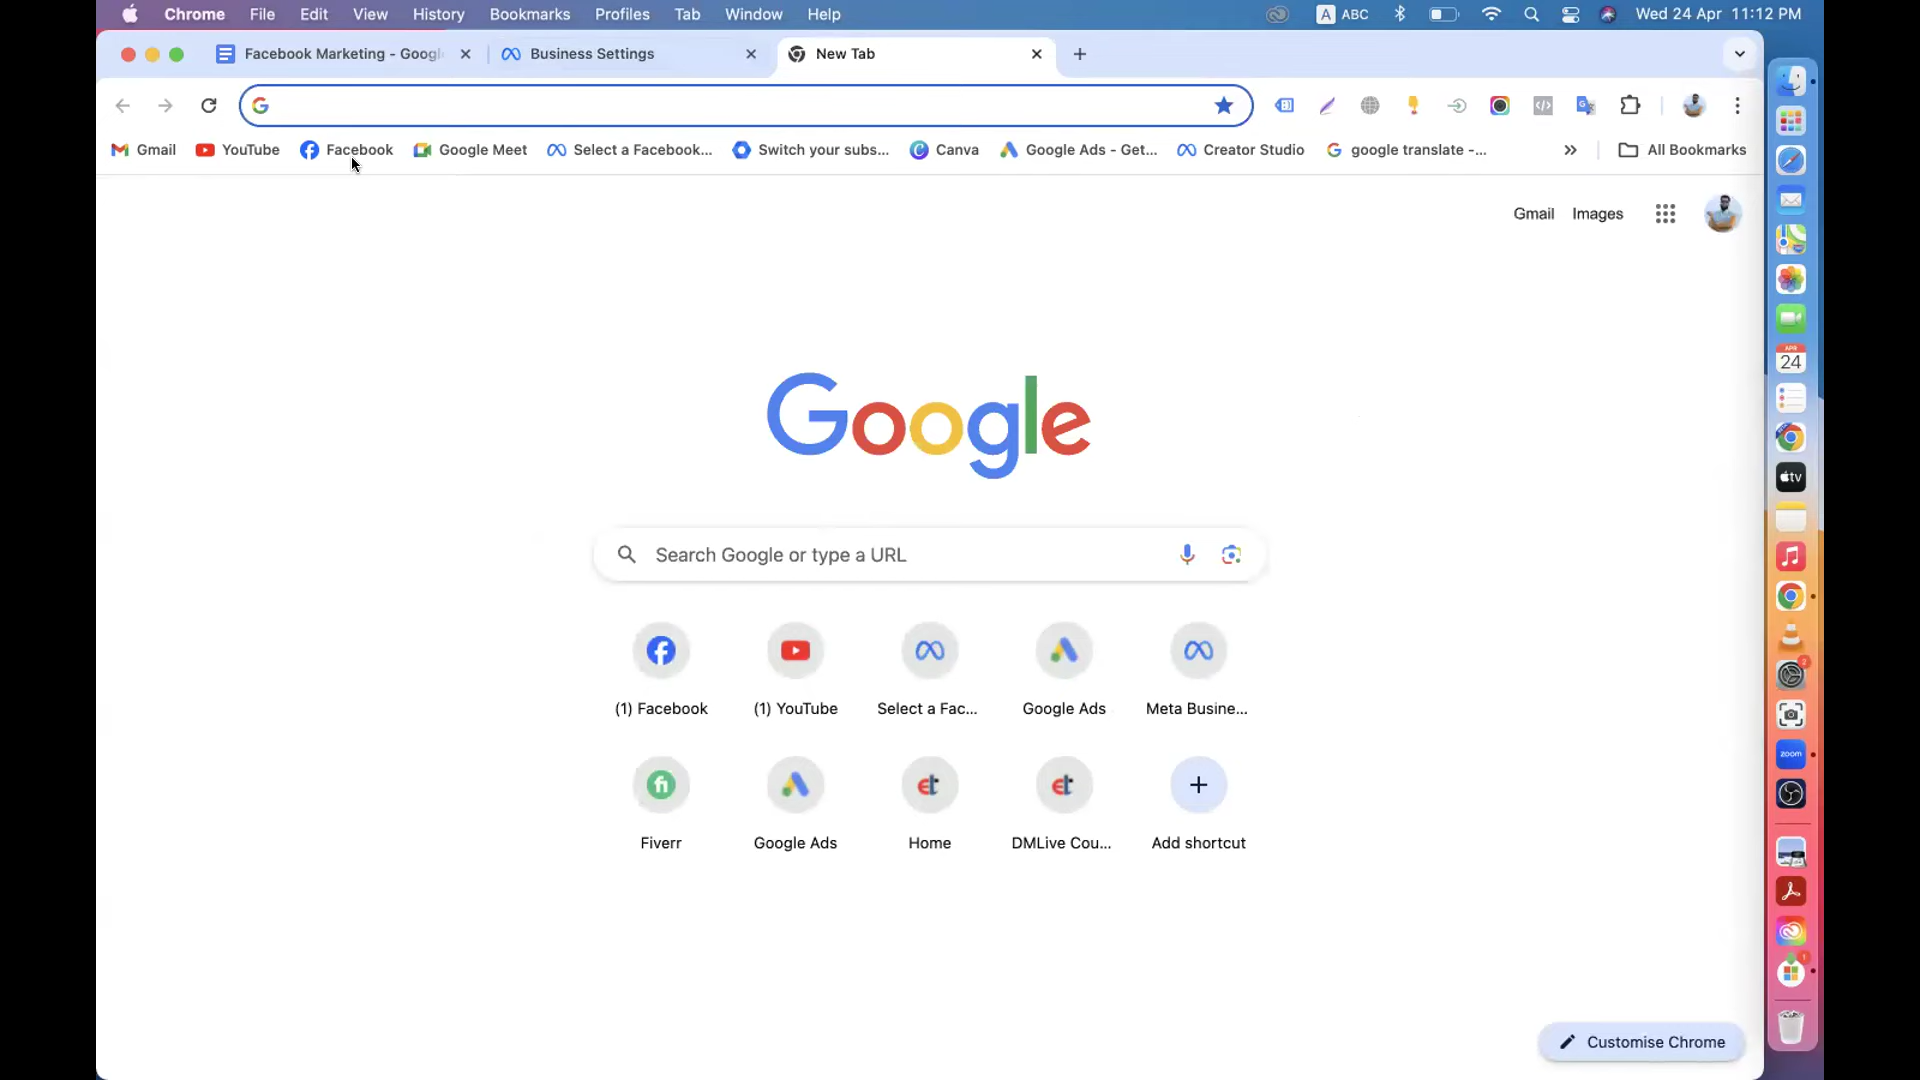 Chrome File Edit View History Bookmarks Profiles Tab Window Help A ABC Wed 24 Apr 11:12 PM
Facebook Marketing - Googl Business Settings New Tab
Gmail YouTube Facebook Google Meet Select a Facebook... Switch your subs... Canva Google Ads - Get... Creator Studio google translate -... All Bookmarks
Gmail Images
Google
Search Google or type a URL
(1) Facebook (1) YouTube Select a Fac... Google Ads Meta Busine...
Fiverr Google Ads Home DMLive Cou... Add shortcut
Customise Chrome
APR
24
tv
zoom